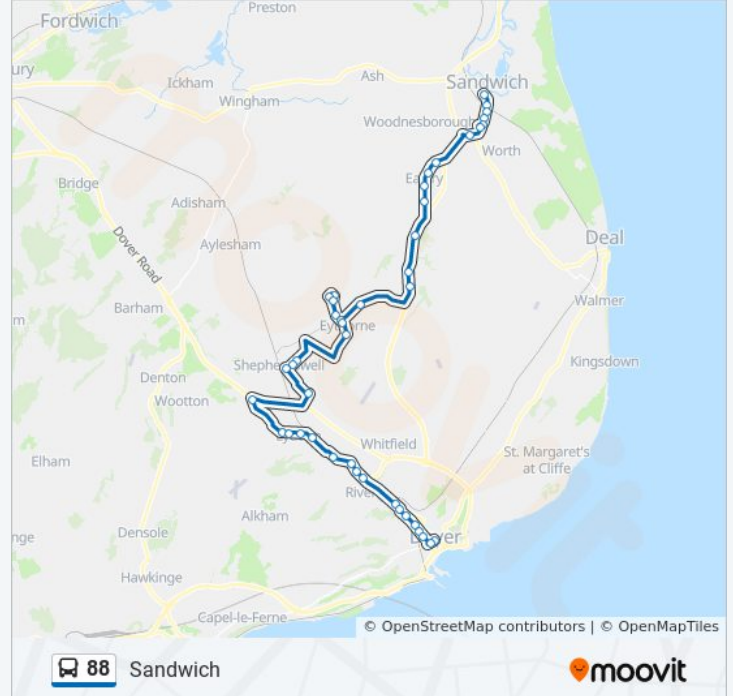 Fordwich
Preston
Ash
Sandwich
ury
Ickham
Wingham
Woodnesborough
Worth
Bridge
Adisham
Dover Road
Aylesham
Deal
Barham
Walmer
m
Shepherdswell
Kingsdown
Denton
Wootton
Whitfield
St. Margaret's
at Cliffe
Elham
River
Alkham
nge
Densole
Dover
Hawkinge
Capel-le-Ferne
© OpenStreetMap contributors | © OpenMapTiles
88 Sandwich
moovit